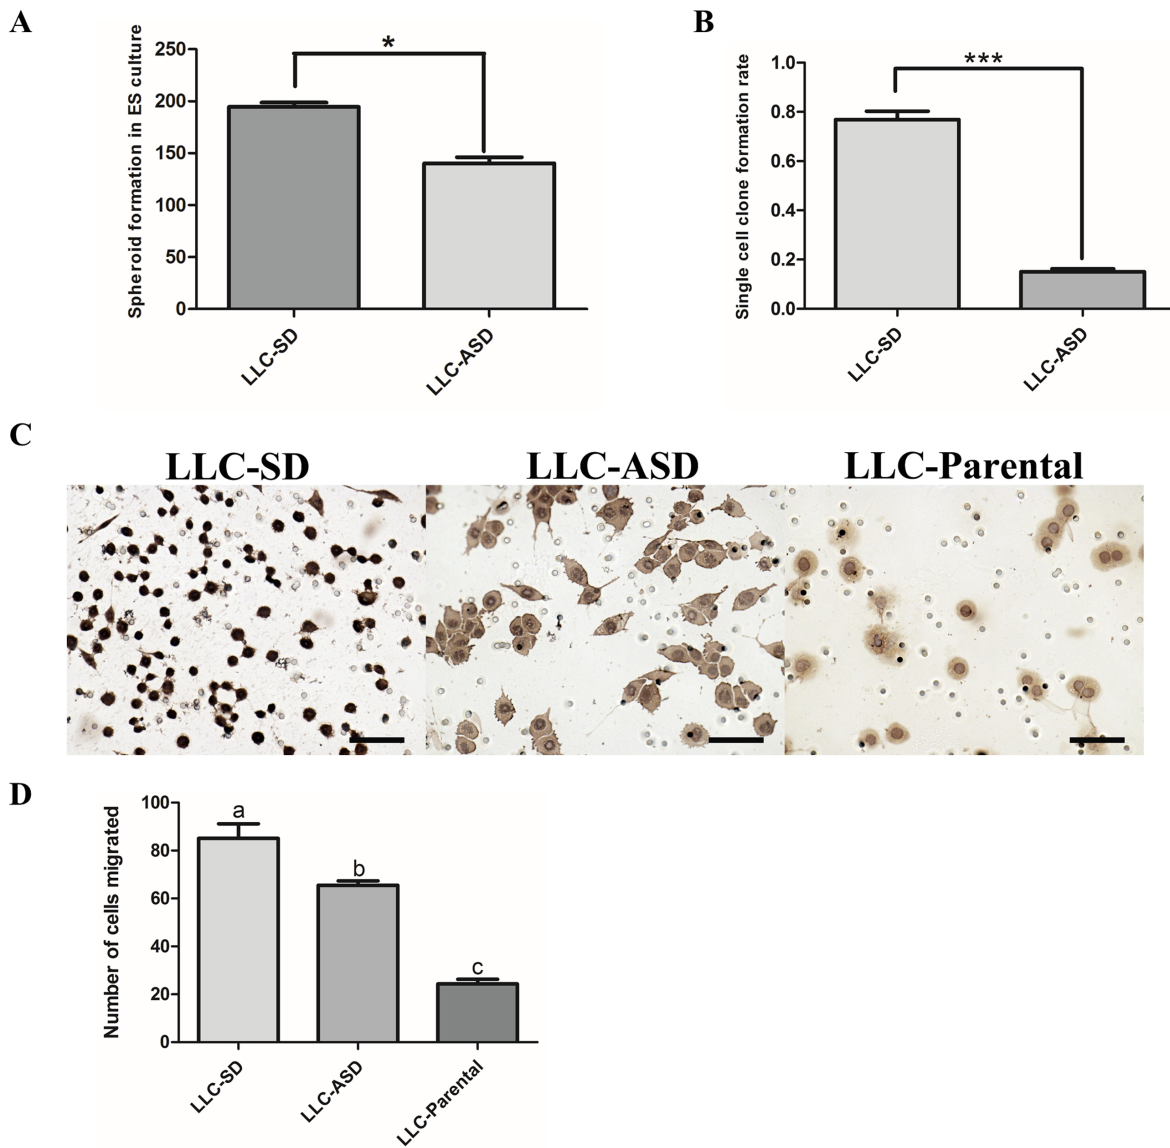 A
Spheroid formation in ES culture
250
200
150
100
50
0
*
LLC-SD
LLC-ASD
B
Single cell clone formation rate
1.0
0.8
0.6
0.4
0.2
0.0
***
LLC-SD
LLC-ASD
C
LLC-SD LLC-ASD LLC-Parental
D
Number of cells migrated
100
80
60
40
20
0
a
b
c
LLC-SD
LLC-ASD
LLC-Parental